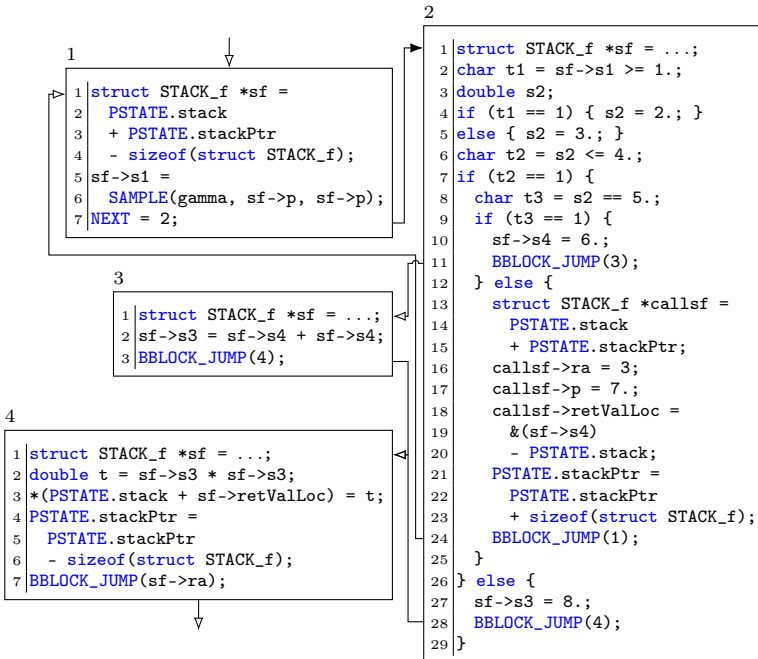 1
1 struct STACK_f *sf =
2   PSTATE.stack
3   + PSTATE.stackPtr
4   - sizeof(struct STACK_f);
5 sf->s1 =
6   SAMPLE(gamma, sf->p, sf->p);
7 NEXT = 2;
2
1 struct STACK_f *sf = ...;
2 char t1 = sf->s1 >= 1.;
3 double s2;
4 if (t1 == 1) { s2 = 2.; }
5 else { s2 = 3.; }
6 char t2 = s2 <= 4.;
7 if (t2 == 1) {
8   char t3 = s2 == 5.;
9   if (t3 == 1) {
10     sf->s4 = 6.;
11     BBLOCK_JUMP(3);
12   } else {
13     struct STACK_f *callsf =
14       PSTATE.stack
15       + PSTATE.stackPtr;
16     callsf->ra = 3;
17     callsf->p = 7.;
18     callsf->retValLoc =
19       &(sf->s4)
20       - PSTATE.stack;
21     PSTATE.stackPtr =
22       PSTATE.stackPtr
23       + sizeof(struct STACK_f);
24     BBLOCK_JUMP(1);
25   }
26 } else {
27   sf->s3 = 8.;
28   BBLOCK_JUMP(4);
29 }
3
1 struct STACK_f *sf = ...;
2 sf->s3 = sf->s4 + sf->s4;
3 BBLOCK_JUMP(4);
4
1 struct STACK_f *sf = ...;
2 double t = sf->s3 * sf->s3;
3 *(PSTATE.stack + sf->retValLoc) = t;
4 PSTATE.stackPtr =
5   PSTATE.stackPtr
6   - sizeof(struct STACK_f);
7 BBLOCK_JUMP(sf->ra);